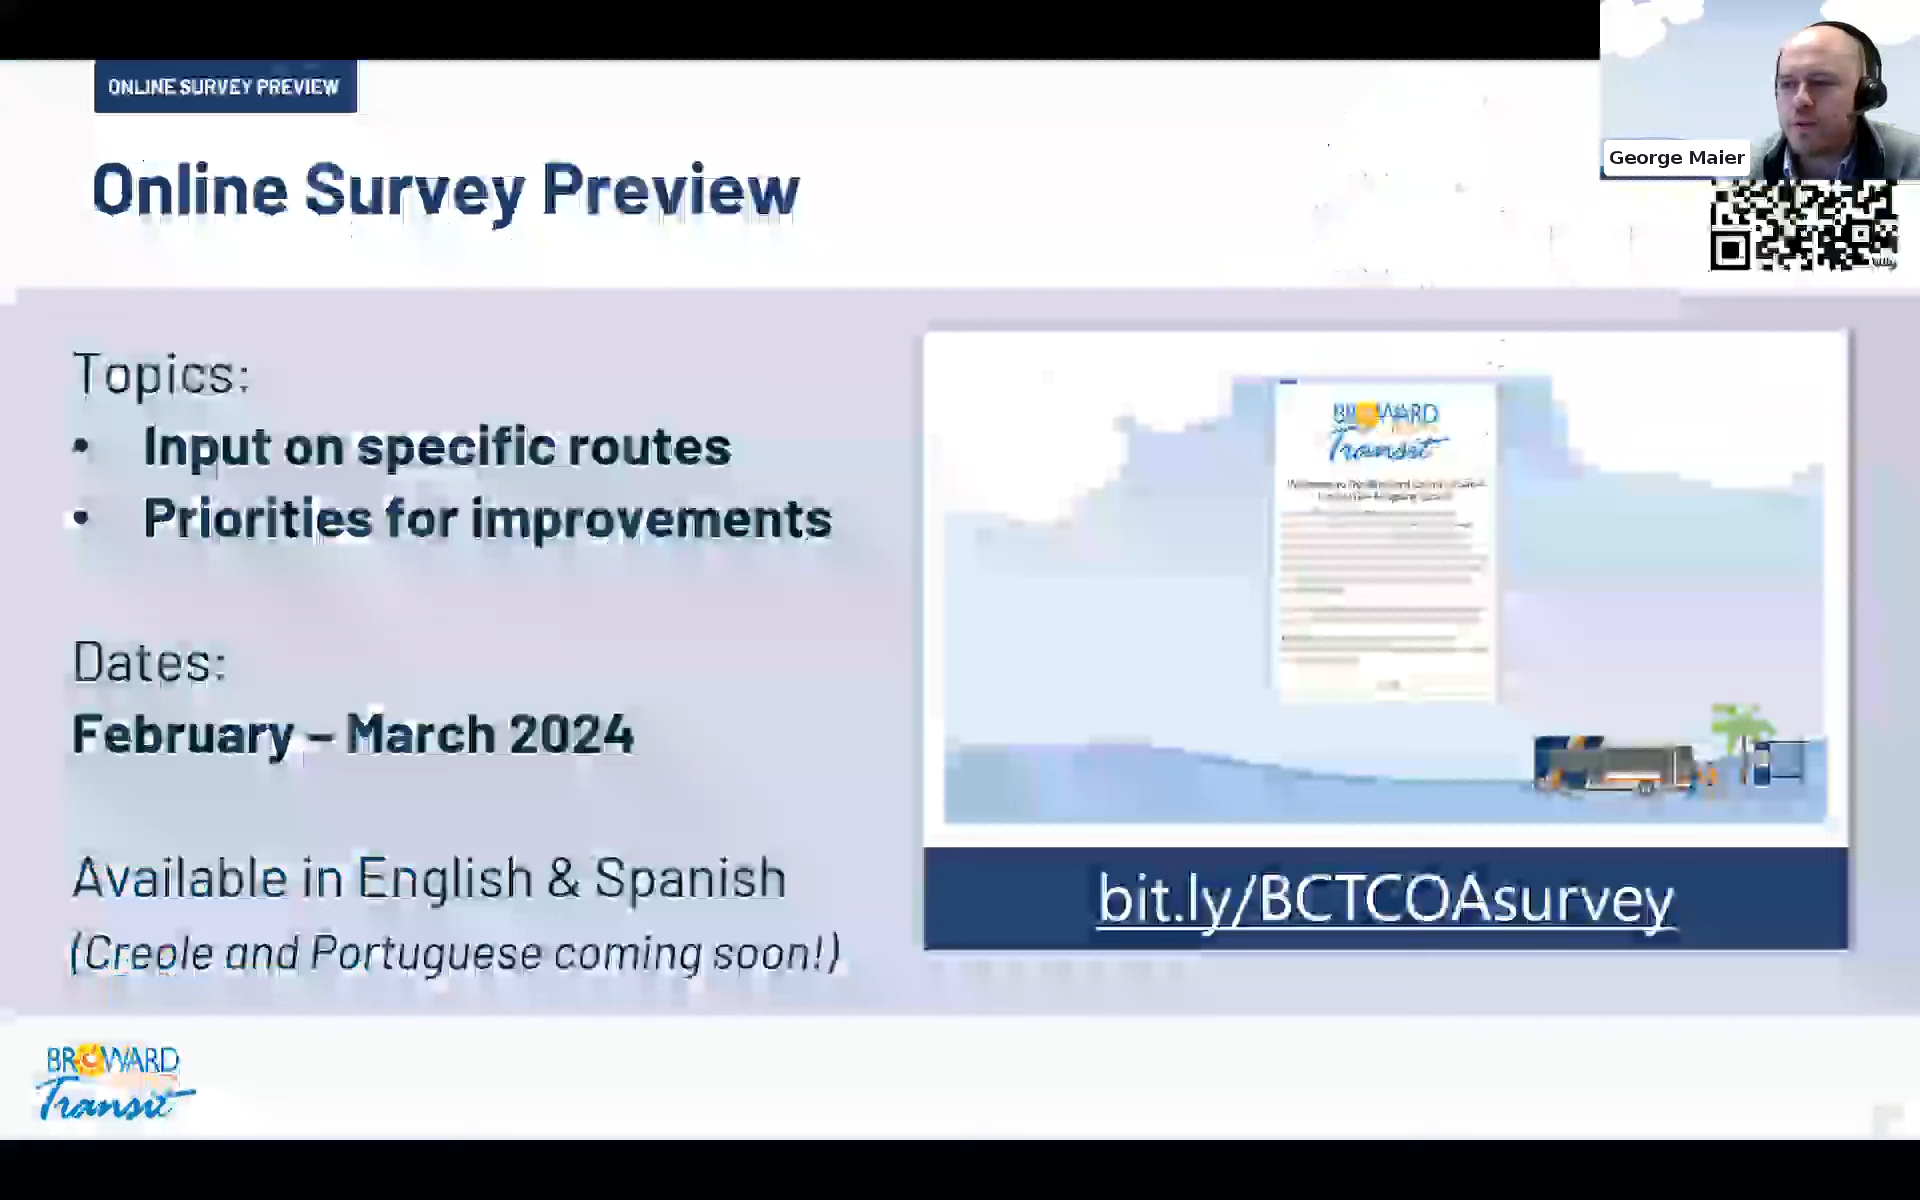 ONLINE SURVEY PREVIEW
George Maier
Online Survey Preview
Topics:
• Input on specific routes
• Priorities for improvements
Dates:
February – March 2024
Available in English & Spanish
(Creole and Portuguese coming soon!)
BROWARD
Transit
bit.ly/BCTCOAsurvey
BROWARD
Transit